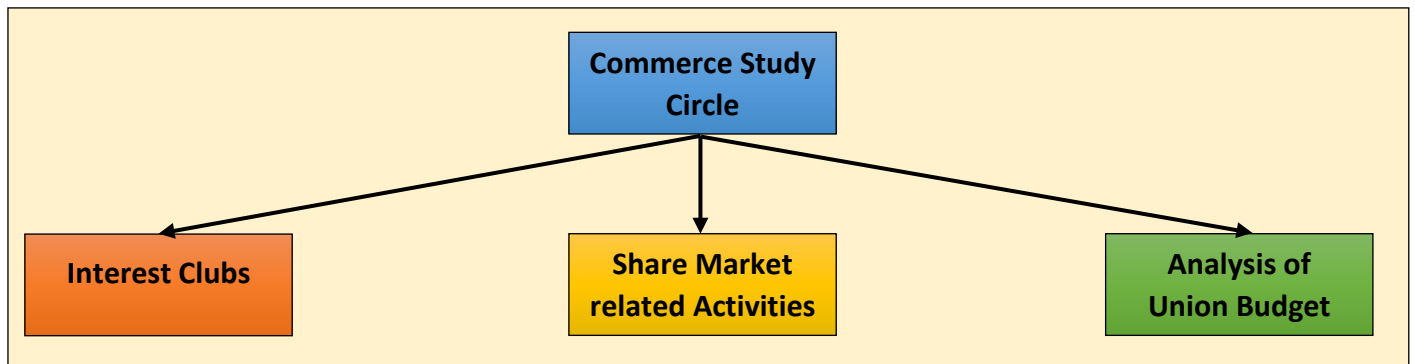 Commerce Study
Circle
Interest Clubs
Share Market
related Activities
Analysis of
Union Budget